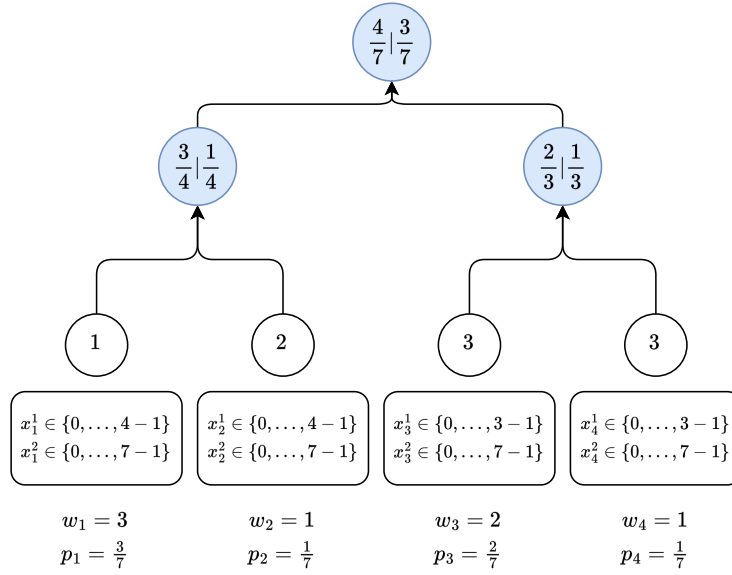 4/7|3/7
3/4|1/4 2/3|1/3
1 2 3 3
x_1^1 ∈ {0, …, 4 − 1} x_2^1 ∈ {0, …, 4 − 1} x_3^1 ∈ {0, …, 3 − 1} x_4^1 ∈ {0, …, 3 − 1}
x_1^2 ∈ {0, …, 7 − 1} x_2^2 ∈ {0, …, 7 − 1} x_3^2 ∈ {0, …, 7 − 1} x_4^2 ∈ {0, …, 7 − 1}
w_1 = 3 w_2 = 1 w_3 = 2 w_4 = 1
p_1 = 3/7 p_2 = 1/7 p_3 = 2/7 p_4 = 1/7